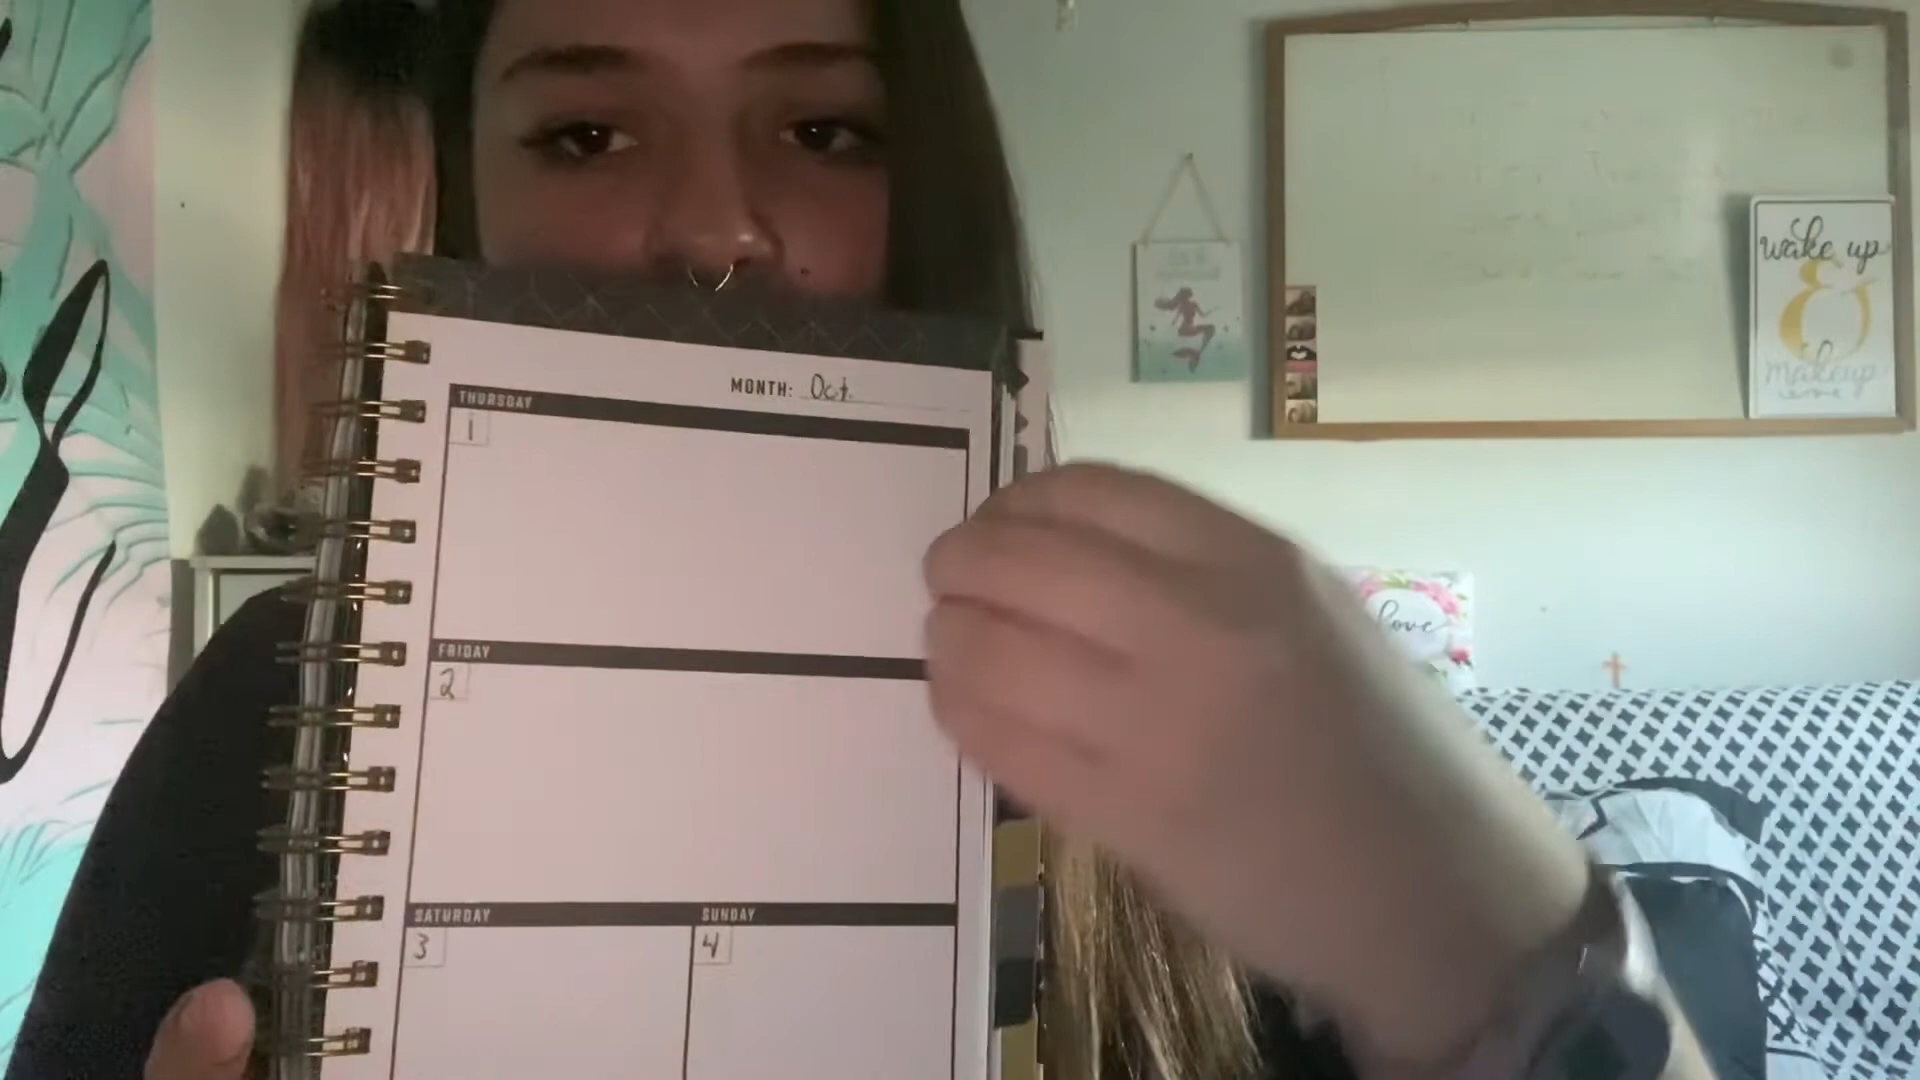 MONTH: Oct.
THURSDAY
1
FRIDAY
2
SATURDAY
3
SUNDAY
4
wake up
&
makeup
love